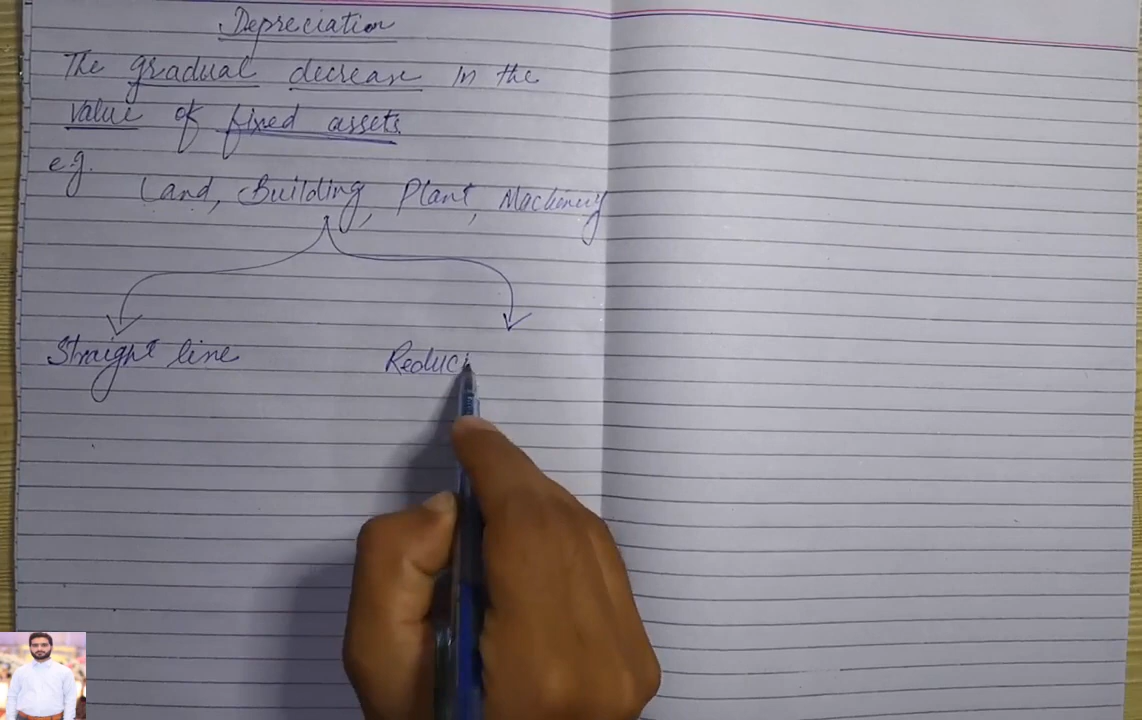 Depreciation
The gradual decrease in the
value of fixed assets
e.g.
Land, Building, Plant, Machinery
Straight line Reduci